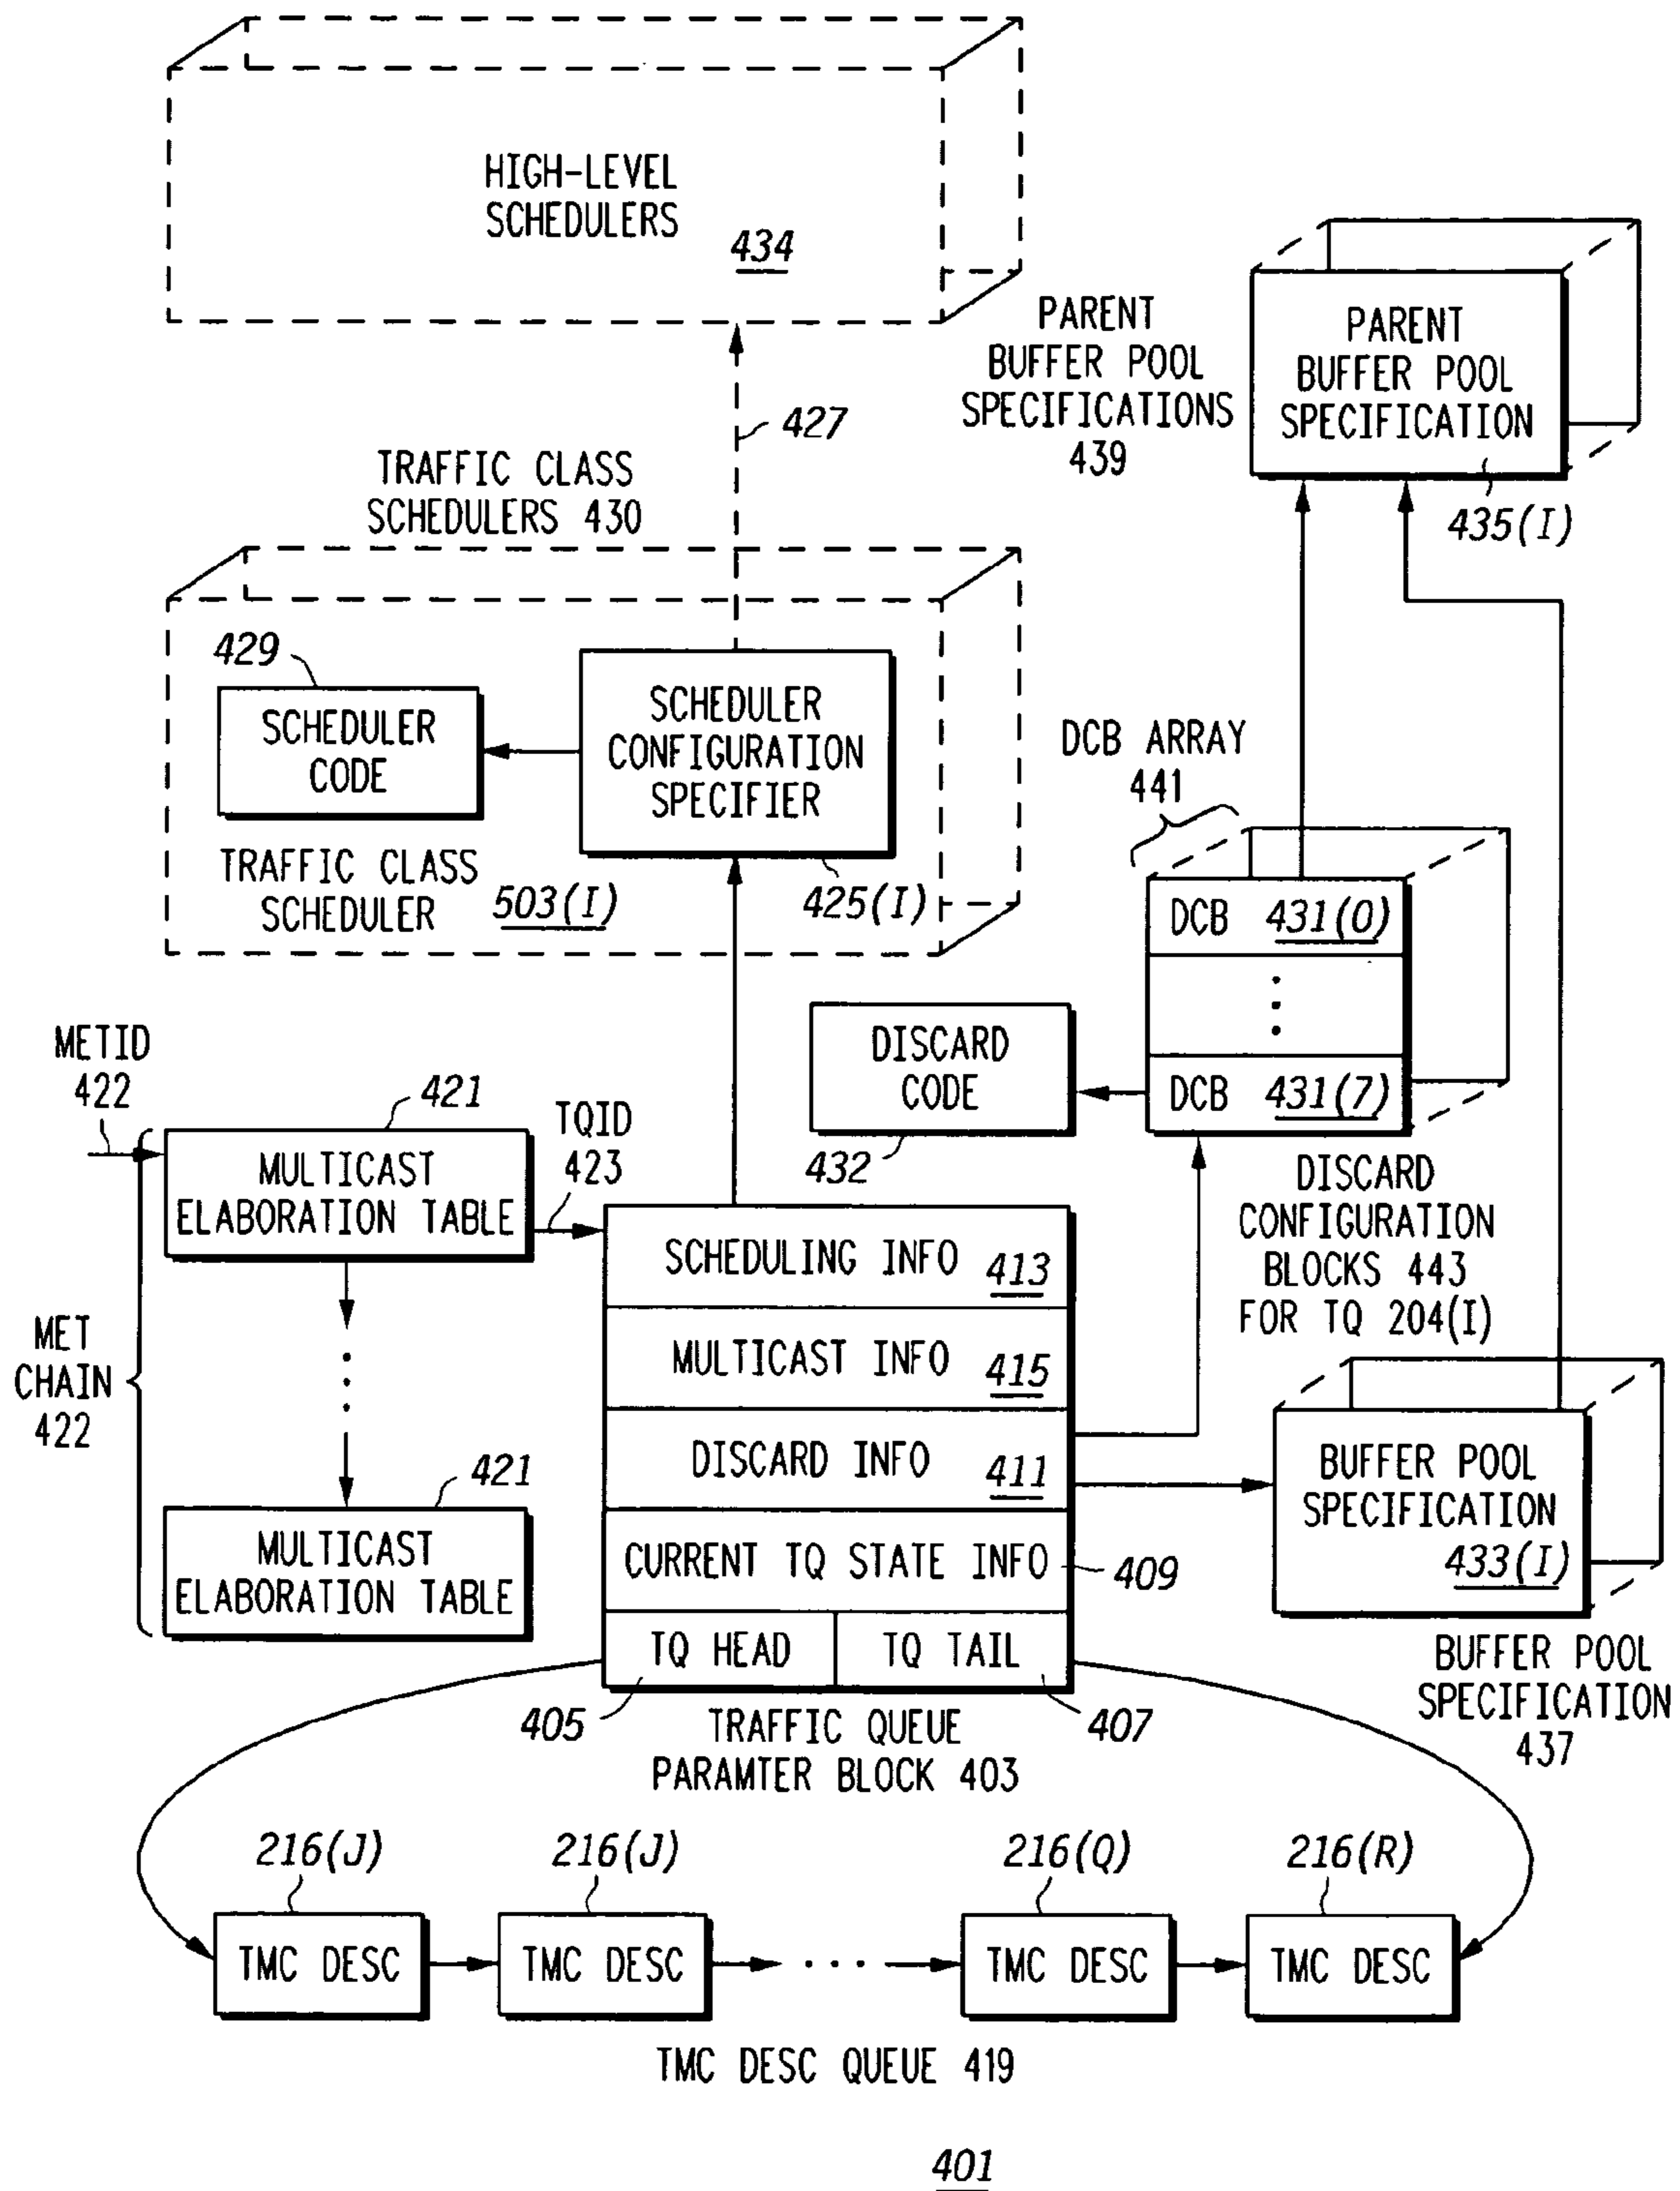 HIGH-LEVEL
SCHEDULERS
434
PARENT
BUFFER POOL
SPECIFICATIONS
439
PARENT
BUFFER POOL
SPECIFICATION
435(I)
427
TRAFFIC CLASS
SCHEDULERS 430
429
SCHEDULER
CODE
SCHEDULER
CONFIGURATION
SPECIFIER
TRAFFIC CLASS
SCHEDULER
503(I)
425(I)
DCB ARRAY
441
DCB 431(0)
DCB 431(7)
DISCARD
CODE
432
DISCARD
CONFIGURATION
BLOCKS 443
FOR TQ 204(I)
METID
422
421
MULTICAST
ELABORATION TABLE
TQID
423
MET
CHAIN
422
421
MULTICAST
ELABORATION TABLE
SCHEDULING INFO 413
MULTICAST INFO 415
DISCARD INFO 411
CURRENT TQ STATE INFO
409
TQ HEAD
TQ TAIL
405
407
TRAFFIC QUEUE
PARAMTER BLOCK 403
BUFFER POOL
SPECIFICATION
433(I)
BUFFER POOL
SPECIFICATION
437
216(J)
216(J)
216(Q)
216(R)
TMC DESC
TMC DESC
. . .
TMC DESC
TMC DESC
TMC DESC QUEUE 419
401